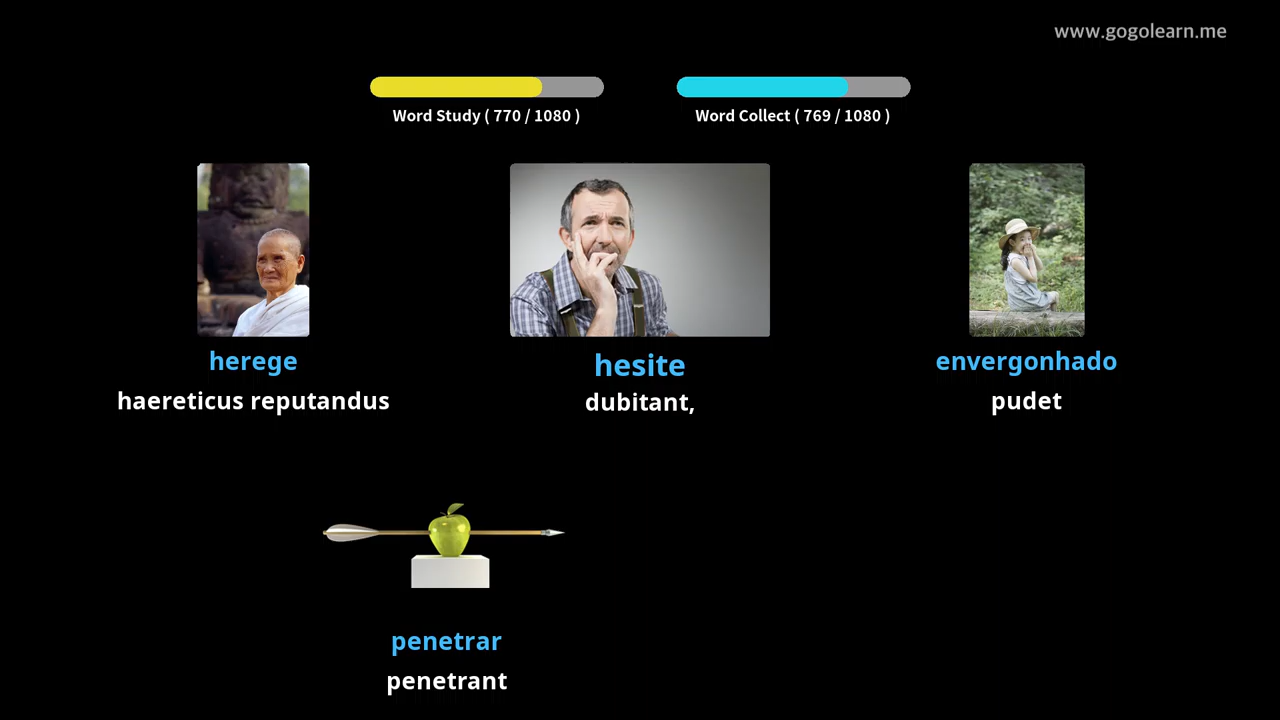 www.gogolearn.me
Word Study ( 770 / 1080 )
Word Collect ( 769 / 1080 )
herege
haereticus reputandus
hesite
dubitant,
envergonhado
pudet
penetrar
penetrant